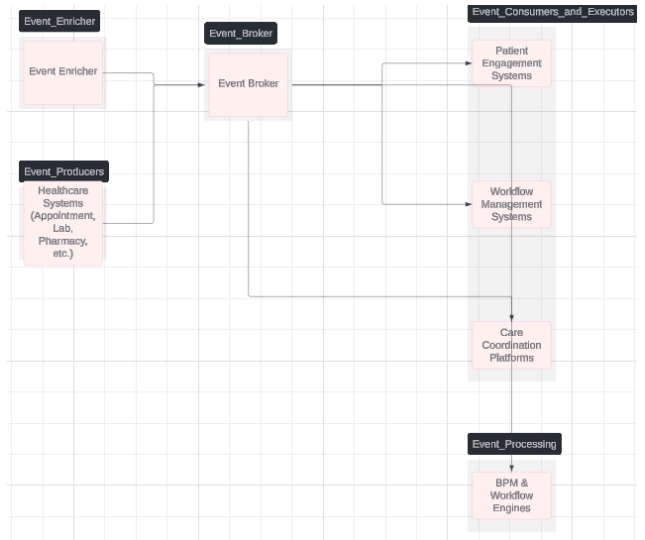 Event_Enricher
Event Enricher
Event_Producers
Healthcare
Systems
(Appointment,
Lab,
Pharmacy,
etc.)
Event_Broker
Event Broker
Event_Consumers_and_Executors
Patient
Engagement
Systems
Workflow
Management
Systems
Care
Coordination
Platforms
Event_Processing
BPM &
Workflow
Engines